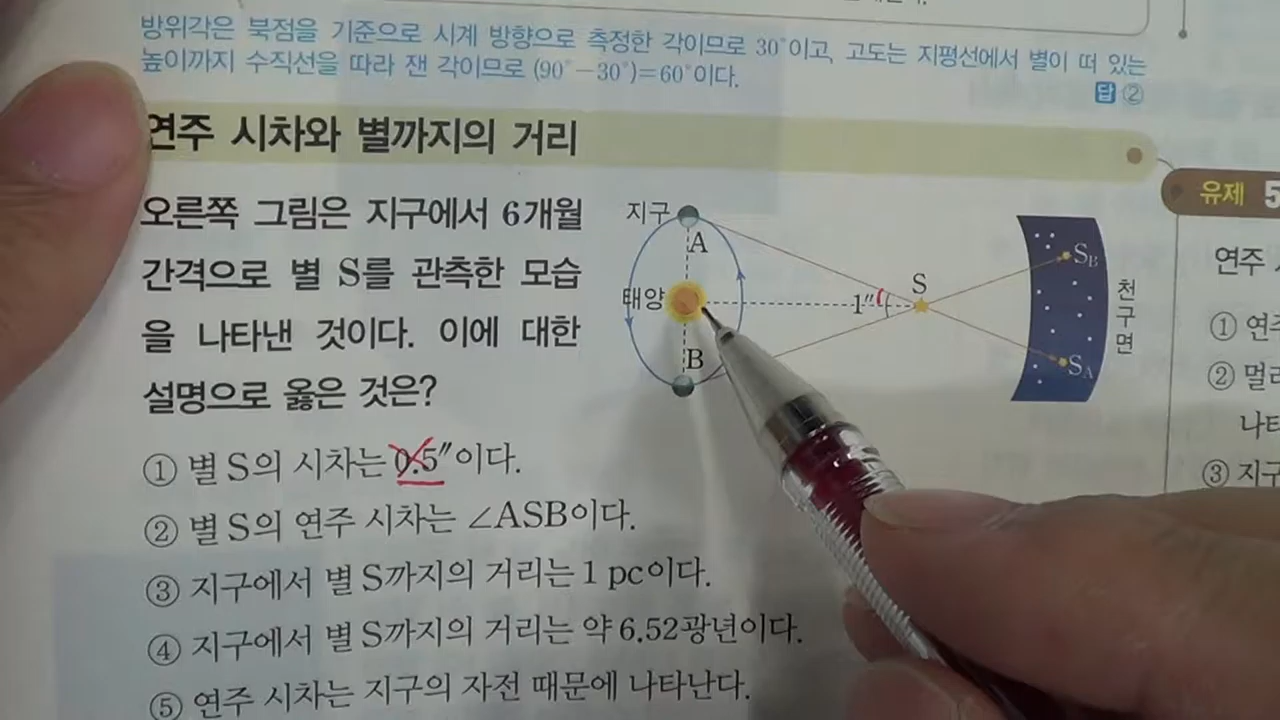 방위각은 북점을 기준으로 시계 방향으로 측정한 각이므로 30°이고, 고도는 지평선에서 별이 떠 있는
높이까지 수직선을 따라 잰 각이므로 (90°-30°)=60°이다.
답 ②
연주 시차와 별까지의 거리
오른쪽 그림은 지구에서 6개월
간격으로 별 S를 관측한 모습
을 나타낸 것이다. 이에 대한
설명으로 옳은 것은?
지구
A
태양
B
1″
S
S_B
S_A
천구면
① 별 S의 시차는 0.5″이다.
② 별 S의 연주 시차는 ∠ASB이다.
③ 지구에서 별 S까지의 거리는 1 pc이다.
④ 지구에서 별 S까지의 거리는 약 6.52광년이다.
⑤ 연주 시차는 지구의 자전 때문에 나타난다.
유제 5
연주
①
② 멀리
나타
③ 지구